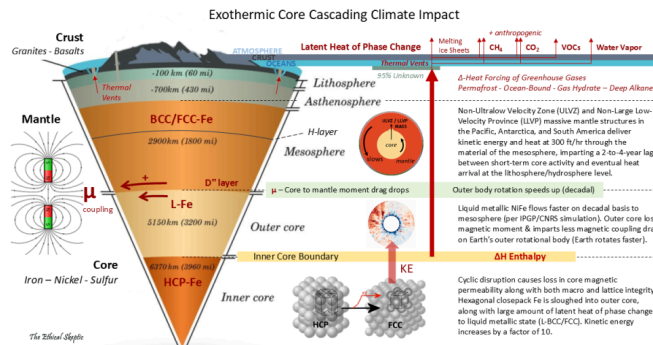 Exothermic Core Cascading Climate Impact
Crust
Granites - Basalts
ATMOSPHERE
CRUST
OCEANS
Thermal
Vents
-100 km (60 mi)
-700km (430 mi)
Lithosphere
Asthenosphere
Mantle
BCC/FCC-Fe
2900km (1800 mi)
H-layer
Mesosphere
μ
coupling
+
-
D" layer
L-Fe
5150km (3200 mi)
Outer core
Core
Iron – Nickel - Sulfur
6370km (3960 mi)
HCP-Fe
Inner core
The Ethical Skeptic
Latent Heat of Phase Change
Melting
Ice Sheets
+ anthropogenic
CH4
CO2
VOCs
Water Vapor
Thermal Vents
95% Unknown
Δ-Heat Forcing of Greenhouse Gases
Permafrost - Ocean-Bound - Gas Hydrate – Deep Alkane
Non-Ultralow Velocity Zone (ULVZ) and Non-Large Low-
Velocity Province (LLVP) massive mantle structures in
the Pacific, Antarctica, and South America deliver
kinetic energy and heat at 300 ft/hr through the
material of the mesosphere, imparting a 2-to-4-year lag
between short-term core activity and eventual heat
arrival at the lithosphere/hydrosphere level.
ULVZ / LLVP
core
slows
mantle
μ – Core to mantle moment drag drops
Outer body rotation speeds up (decadal)
Liquid metallic NiFe flows faster on decadal basis to
mesosphere (per IPGP/CNRS simulation). Outer core los
magnetic moment & imparts less magnetic coupling dra
on Earth's outer rotational body (Earth rotates faster).
Inner Core Boundary
ΔH Enthalpy
KE
HCP
FCC
Cyclic disruption causes loss in core magnetic
permeability along with both macro and lattice integrity
Hexagonal closepack Fe is sloughed into outer core,
along with large amount of latent heat of phase change
to liquid metallic state (L-BCC/FCC). Kinetic energy
increases by a factor of 10.